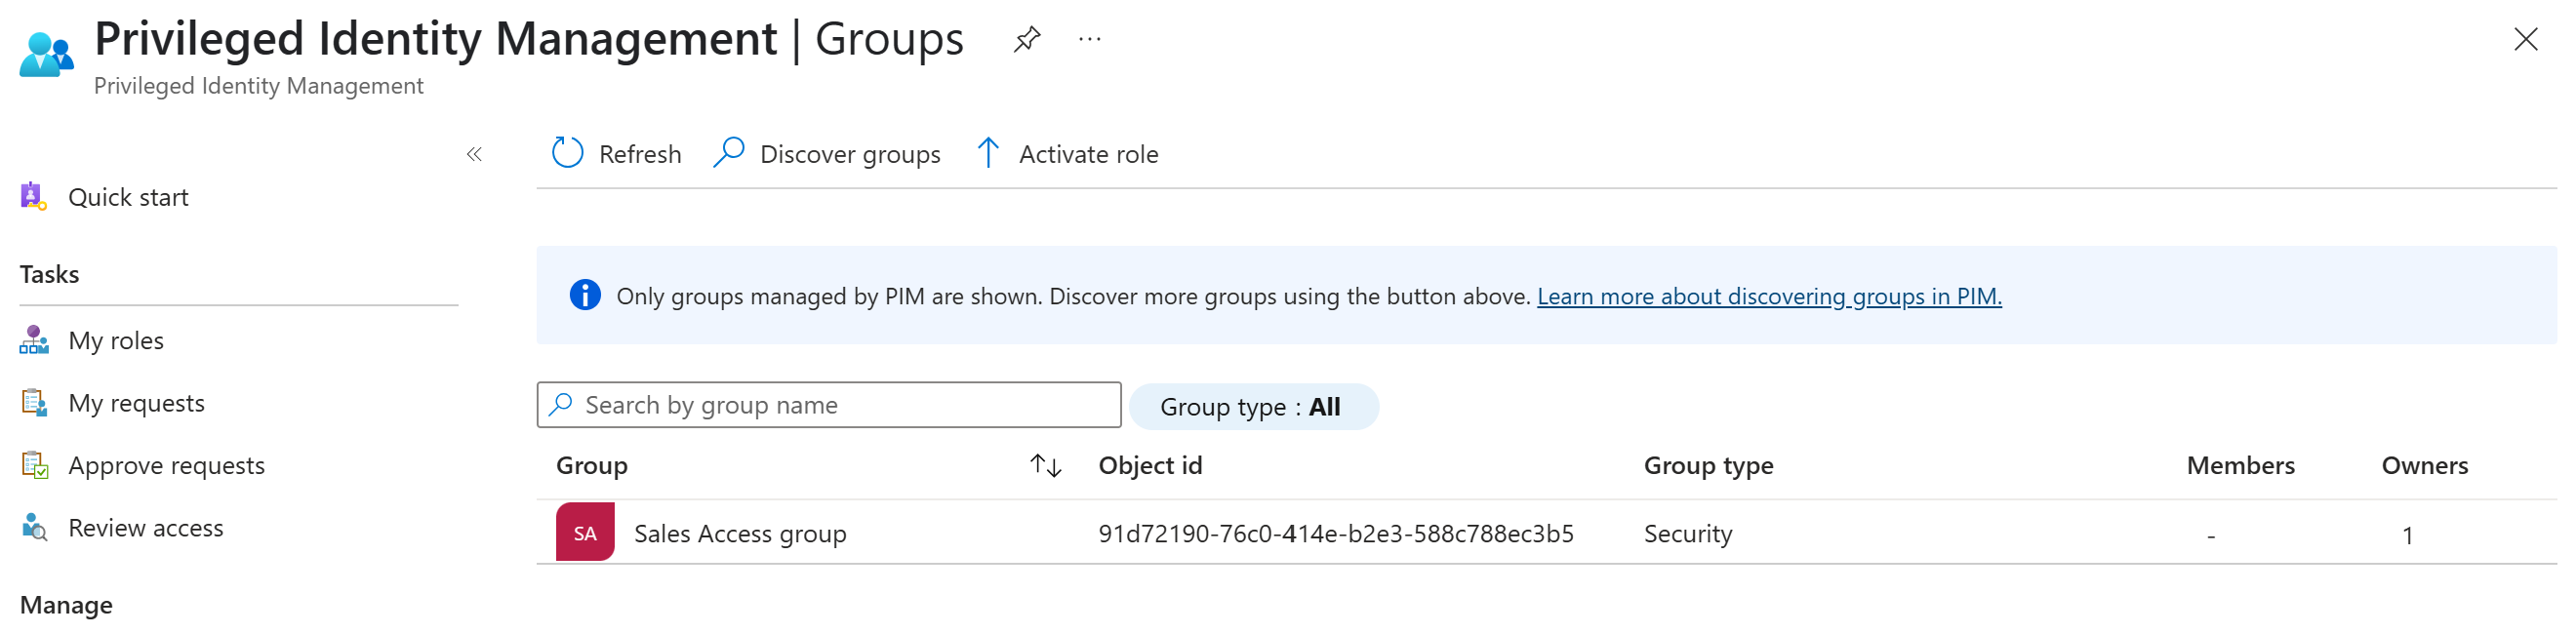 Privileged Identity Management | Groups
Privileged Identity Management
Quick start
Tasks
My roles
My requests
Approve requests
Review access
Manage
Refresh
Discover groups
Activate role
Only groups managed by PIM are shown. Discover more groups using the button above. Learn more about discovering groups in PIM.
Search by group name
Group type : All
Group Object id Group type Members Owners
SA Sales Access group 91d72190-76c0-414e-b2e3-588c788ec3b5 Security - 1